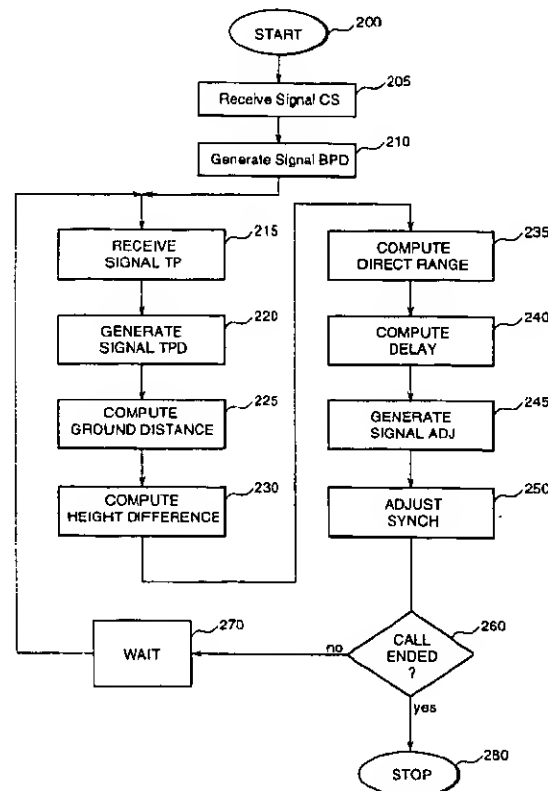 START
200
205
Receive Signal CS
210
Generate Signal BPD
215
RECEIVE
SIGNAL TP
220
GENERATE
SIGNAL TPD
225
COMPUTE
GROUND DISTANCE
230
COMPUTE
HEIGHT DIFFERENCE
235
COMPUTE
DIRECT RANGE
240
COMPUTE
DELAY
245
GENERATE
SIGNAL ADJ
250
ADJUST
SYNCH
260
CALL
ENDED
?
no
yes
270
WAIT
280
STOP